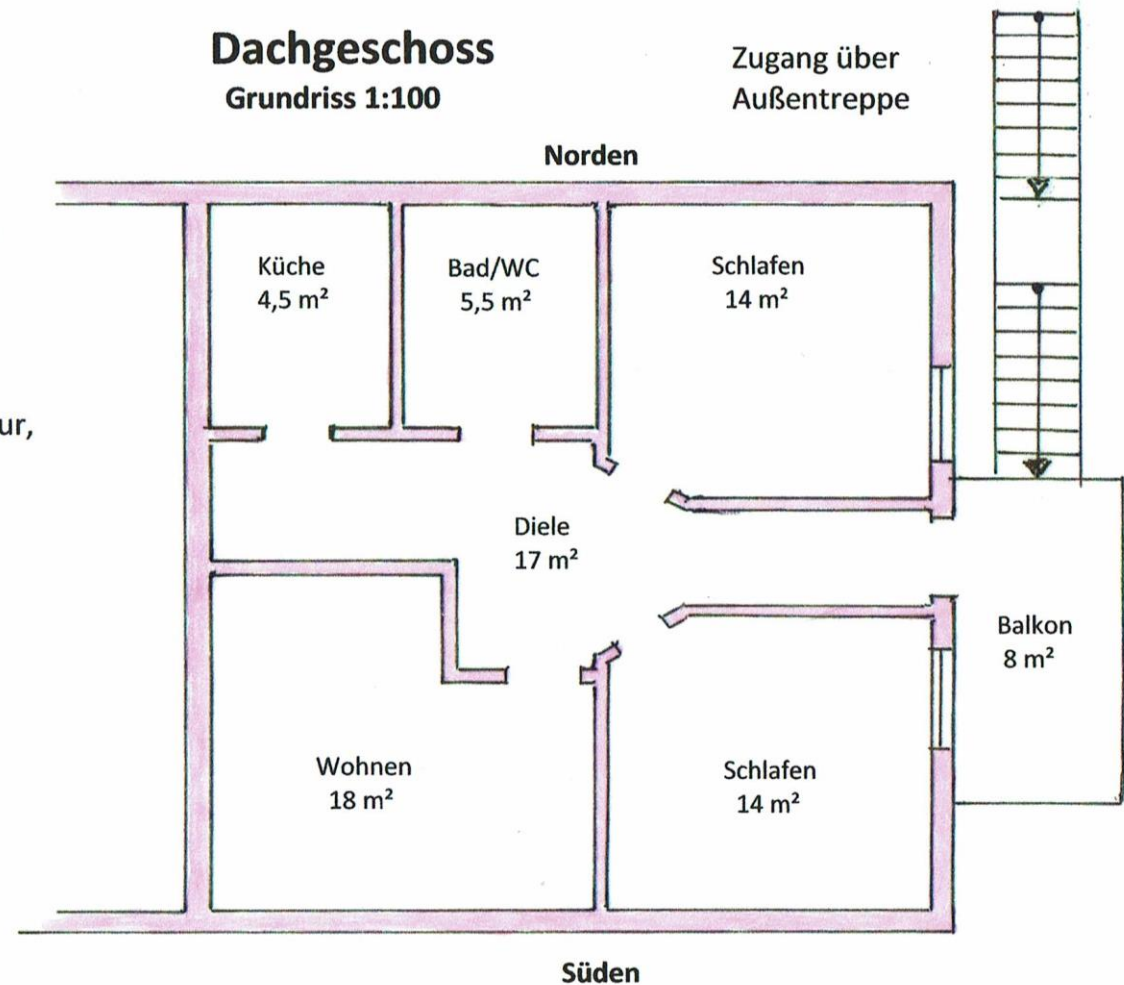 Dachgeschoss
Grundriss 1:100
Zugang über
Außentreppe
Norden
Küche
4,5 m²
Bad/WC
5,5 m²
Schlafen
14 m²
ur,
Diele
17 m²
Balkon
8 m²
Wohnen
18 m²
Schlafen
14 m²
Süden